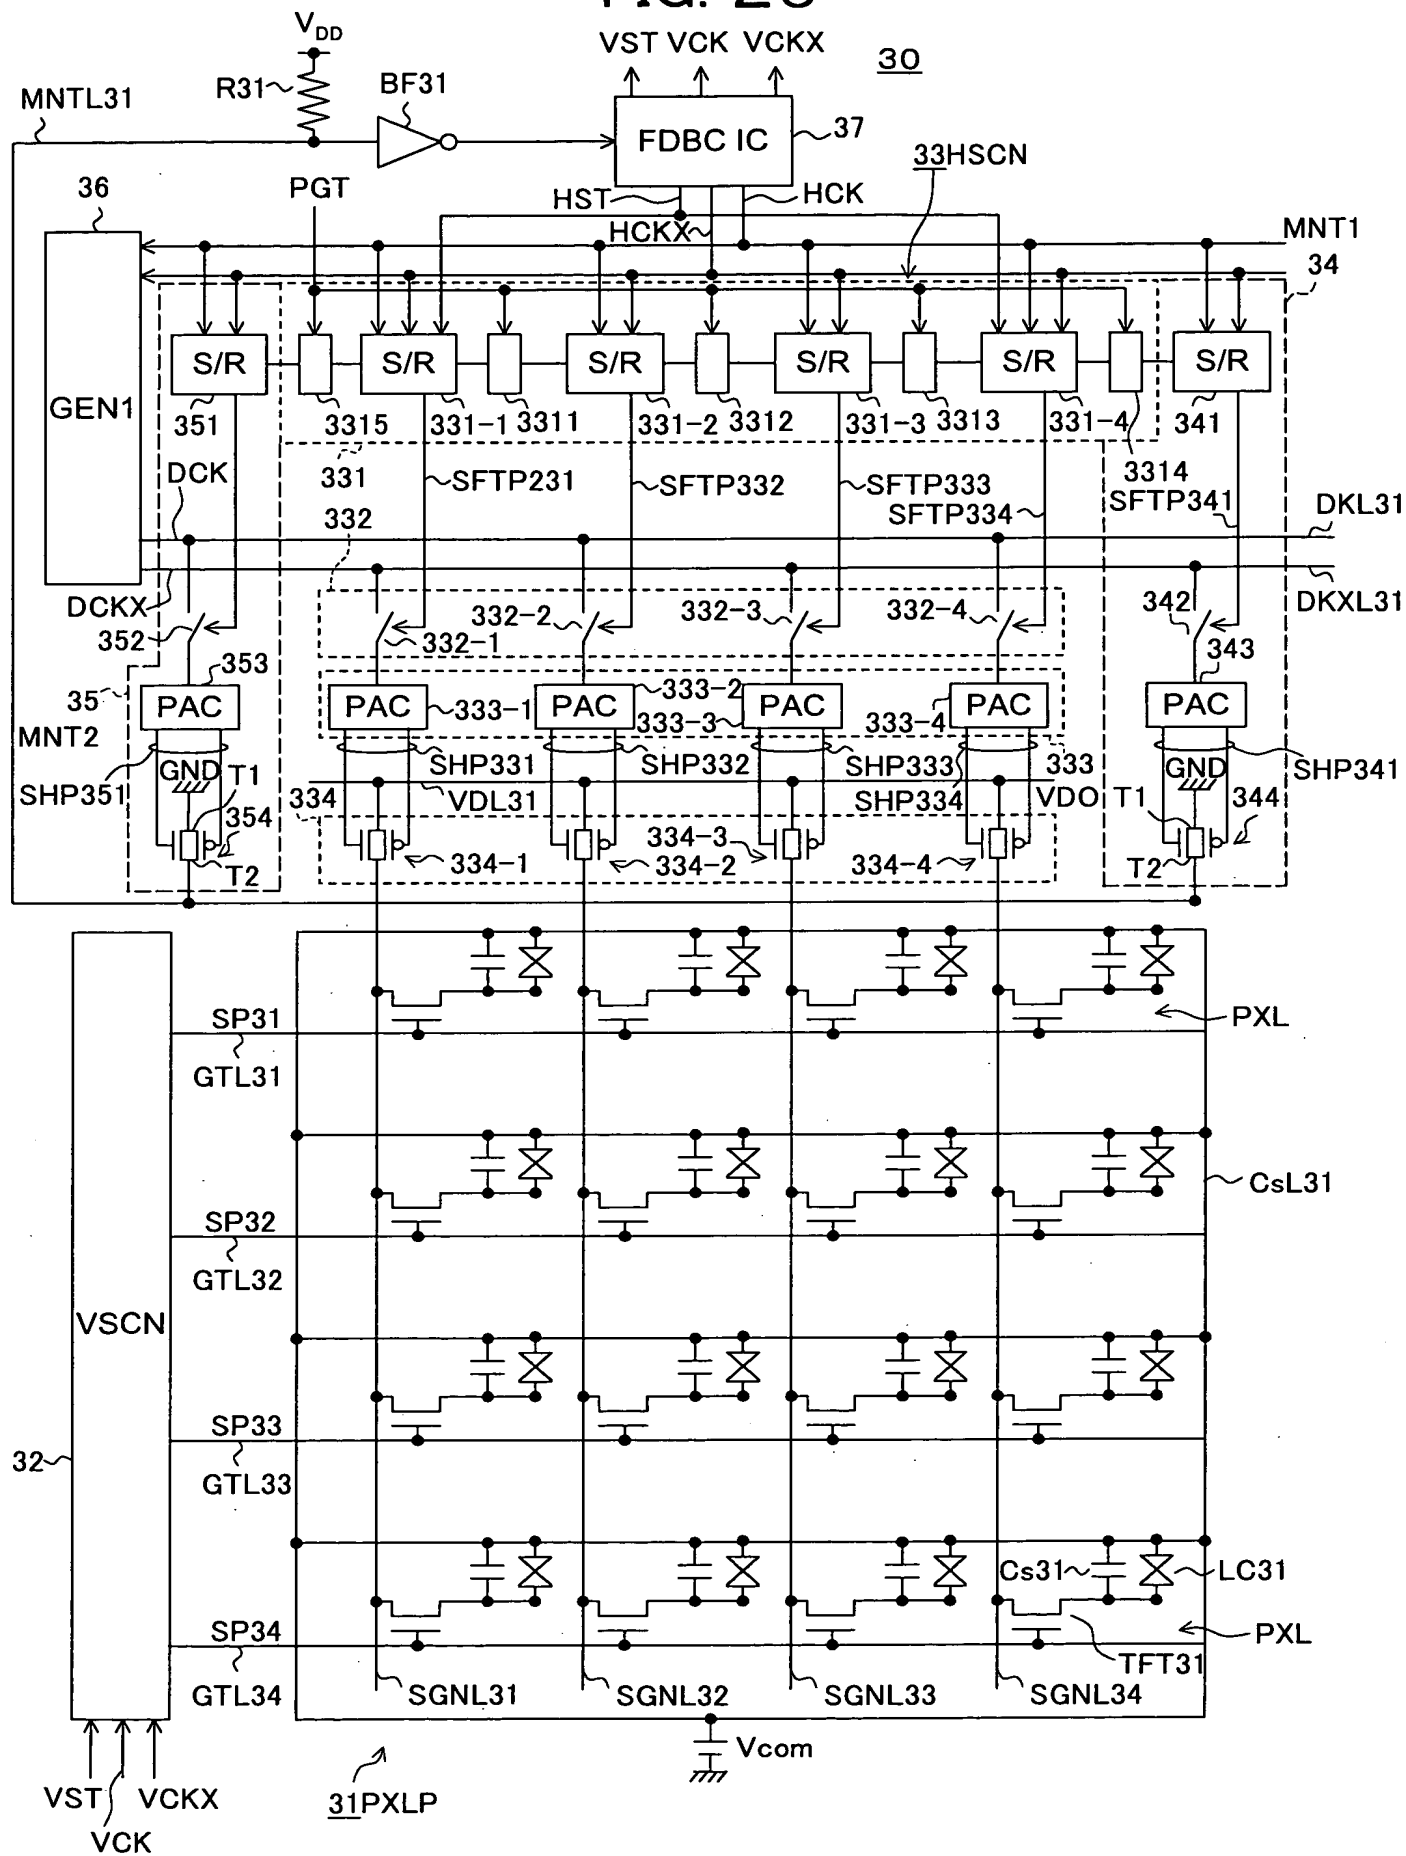 V DD
VST VCK VCKX
30
R31
BF31
MNTL31
FDBC IC
37
33HSCN
36
PGT
HST
HCK
HCKX
MNT1
34
GEN1
S/R S/R S/R S/R S/R S/R
351 3315 331-1 3311 331-2 3312 331-3 3313 331-4 341
3314
331
DCK
SFTP231 SFTP332 SFTP333
SFTP334
SFTP341
DKL31
332
DCKX
DKXL31
352
332-1
332-2
332-3
332-4
342
353
343
35
PAC PAC PAC PAC PAC PAC
333-1
333-2
333-3
333-4
MNT2
SHP351
GND
T1
354
T2
334
SHP331 SHP332 SHP333
SHP334
333
VDL31
VDO
SHP341
GND
T1
344
T2
334-1
334-2
334-3
334-4
SP31
GTL31
PXL
SP32
GTL32
CsL31
VSCN
SP33
GTL33
32
Cs31
LC31
SP34
GTL34
PXL
TFT31
SGNL31 SGNL32 SGNL33 SGNL34
Vcom
VST VCKX
VCK
31PXLP